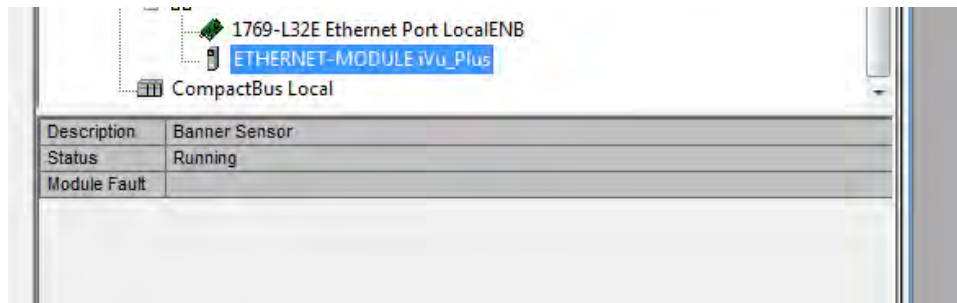 1769-L32E Ethernet Port LocalENB
ETHERNET-MODULE iVu_Plus
CompactBus Local
Description Banner Sensor
Status Running
Module Fault